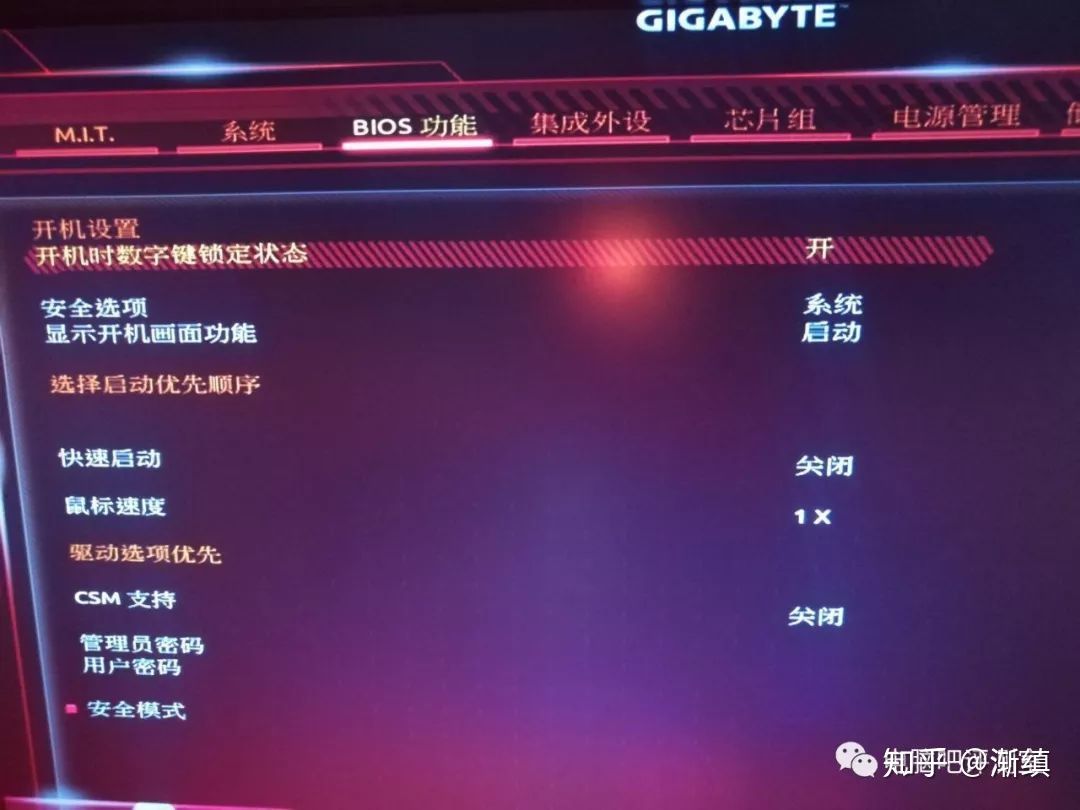 GIGABYTE
M.I.T. 系统 BIOS 功能 集成外设 芯片组 电源管理
开机设置
开机时数字键锁定状态 开
安全选项 系统
显示开机画面功能 启动
选择启动优先顺序
快速启动 关闭
鼠标速度 1 X
驱动选项优先
CSM 支持 关闭
管理员密码
用户密码
安全模式
知乎 @渐缜